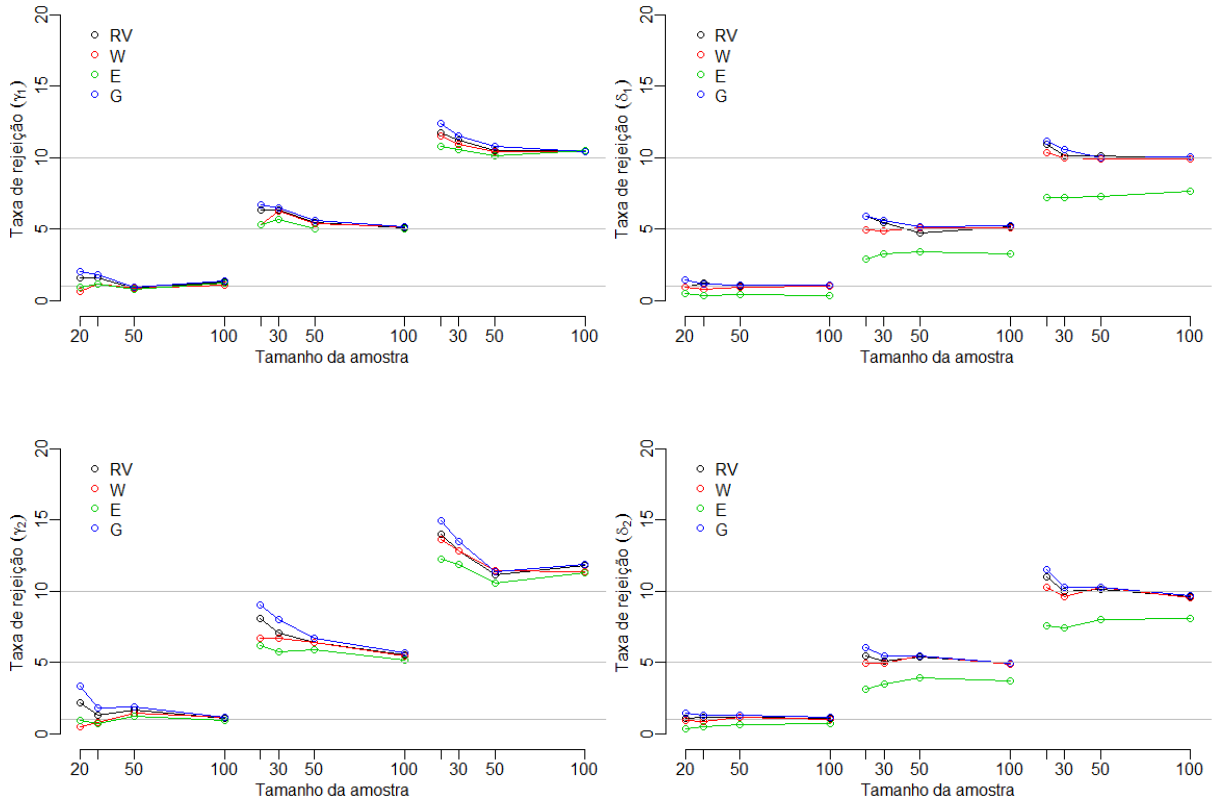 20
15
10
5
0
Taxa de rejeição (γ1)
RV
W
E
G
20 50 100 30 50 100 30 50 100
Tamanho da amostra
20
15
10
5
0
Taxa de rejeição (δ1)
RV
W
E
G
20 50 100 30 50 100 30 50 100
Tamanho da amostra
20
15
10
5
0
Taxa de rejeição (γ2)
RV
W
E
G
20 50 100 30 50 100 30 50 100
Tamanho da amostra
20
15
10
5
0
Taxa de rejeição (δ2)
RV
W
E
G
20 50 100 30 50 100 30 50 100
Tamanho da amostra